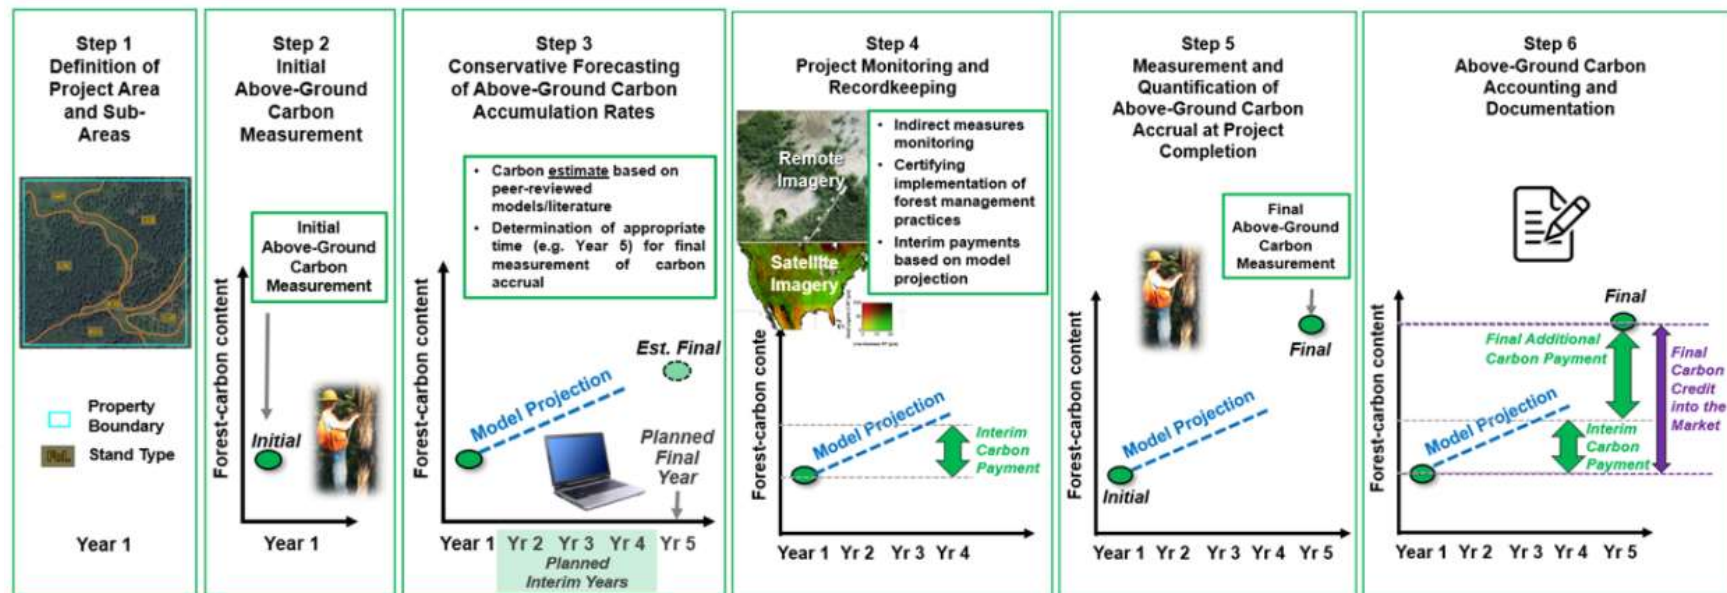 Step 1
Definition of
Project Area
and Sub-
Areas
Property
Boundary
Pol.
Stand Type
Year 1
Step 2
Initial
Above-Ground
Carbon
Measurement
Initial
Above-Ground
Carbon
Measurement
Forest-carbon content
Initial
Year 1
Step 3
Conservative Forecasting
of Above-Ground Carbon
Accumulation Rates
• Carbon estimate based on
peer-reviewed
models/literature
• Determination of appropriate
time (e.g. Year 5) for final
measurement of carbon
accrual
Forest-carbon content
Est. Final
Model Projection
Planned
Final
Year
Year 1 Yr 2 Yr 3 Yr 4 Yr 5
Planned
Interim Years
Step 4
Project Monitoring and
Recordkeeping
Remote
Imagery
Satellite
Imagery
• Indirect measures
monitoring
• Certifying
implementation of
forest management
practices
• Interim payments
based on model
projection
Forest-carbon conte
Model Projection
Interim
Carbon
Payment
Year 1 Yr 2 Yr 3 Yr 4
Step 5
Measurement and
Quantification of
Above-Ground Carbon
Accrual at Project
Completion
Final
Above-Ground
Carbon
Measurement
Forest-carbon content
Final
Model Projection
Initial
Year 1 Yr 2 Yr 3 Yr 4 Yr 5
Step 6
Above-Ground Carbon
Accounting and
Documentation
Forest-carbon content
Final
Final Additional
Carbon Payment
Final
Carbon
Credit
into the
Market
Model Projection
Interim
Carbon
Payment
Year 1 Yr 2 Yr 3 Yr 4 Yr 5